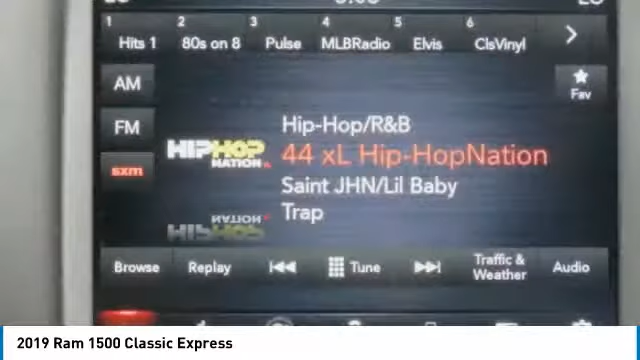 1 2 3 4 5 6
Hits 1 80s on 8 Pulse MLBRadio Elvis ClsVinyl
AM
Fav
FM
Hip-Hop/R&B
HIPHOP
NATION
44 xL Hip-HopNation
sxm
Saint JHN/Lil Baby
Trap
Browse Replay Tune Traffic & Weather Audio
2019 Ram 1500 Classic Express